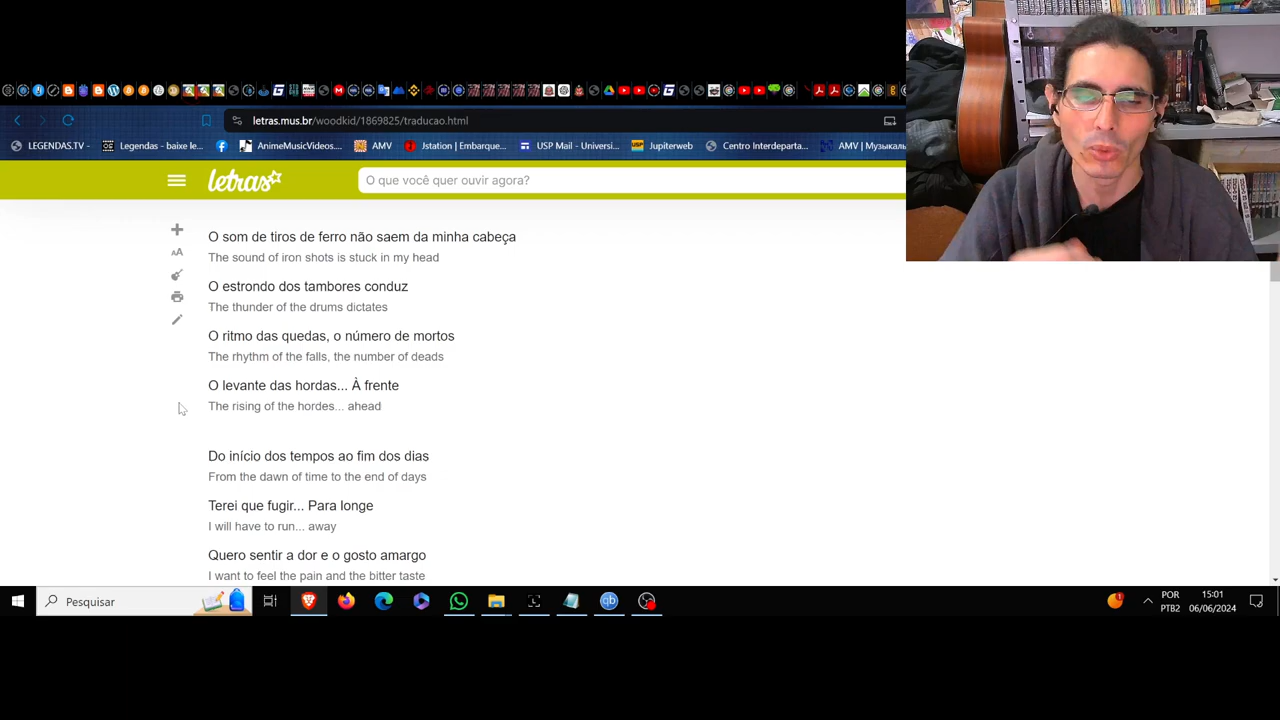 letras.mus.br/woodkid/1869825/traducao.html
LEGENDAS.TV -
Legendas - baixe le...
AnimeMusicVideos....
AMV
Jstation | Embarque...
USP Mail - Universi...
Jupiterweb
Centro Interdeparta...
AMV | Музыкаль
letras
O que você quer ouvir agora?
AA
O som de tiros de ferro não saem da minha cabeça
The sound of iron shots is stuck in my head
O estrondo dos tambores conduz
The thunder of the drums dictates
O ritmo das quedas, o número de mortos
The rhythm of the falls, the number of deads
O levante das hordas... À frente
The rising of the hordes... ahead
Do início dos tempos ao fim dos dias
From the dawn of time to the end of days
Terei que fugir... Para longe
I will have to run... away
Quero sentir a dor e o gosto amargo
I want to feel the pain and the bitter taste
Pesquisar
POR
PTB2
15:01
06/06/2024